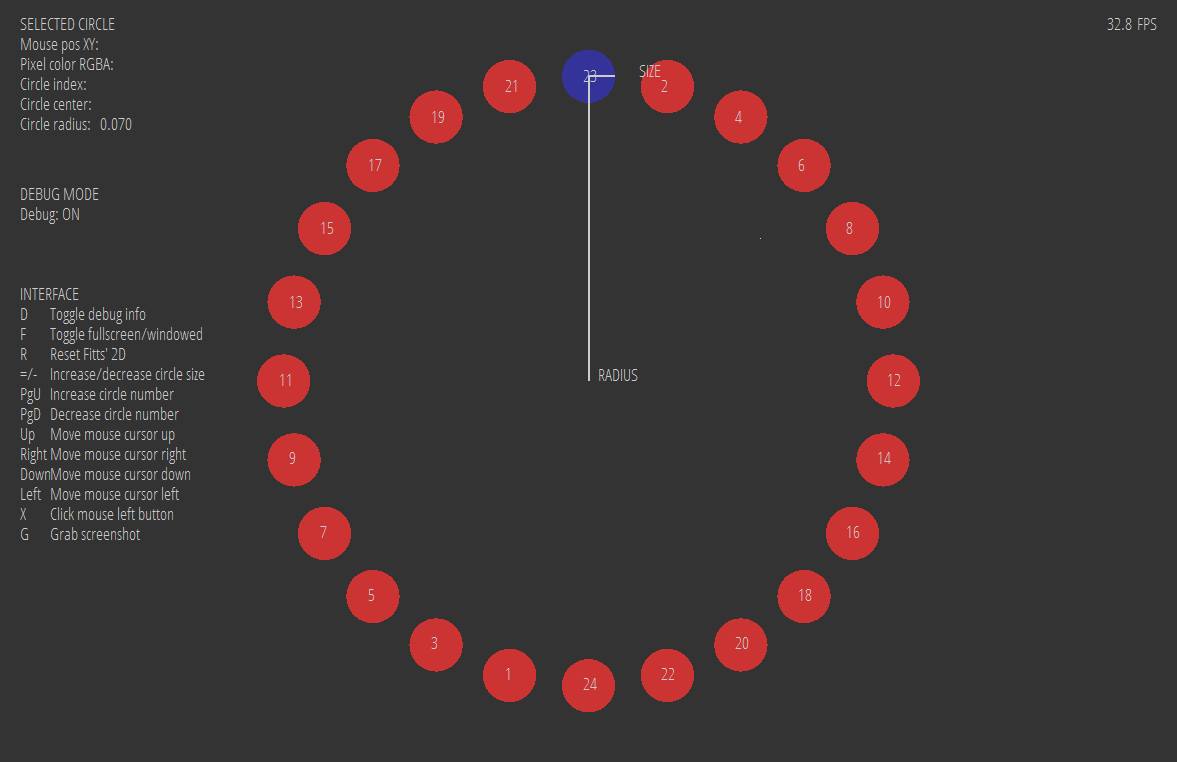 SELECTED CIRCLE
Mouse pos XY:
Pixel color RGBA:
Circle index:
Circle center:
Circle radius: 0.070
DEBUG MODE
Debug: ON
INTERFACE
D Toggle debug info
F Toggle fullscreen/windowed
R Reset Fitts' 2D
=/- Increase/decrease circle size
PgU Increase circle number
PgD Decrease circle number
Up Move mouse cursor up
Right Move mouse cursor right
Down Move mouse cursor down
Left Move mouse cursor left
X Click mouse left button
G Grab screenshot
32.8 FPS
23
SIZE
21
2
19
4
17
6
15
8
13
10
RADIUS
11
12
9
14
7
16
5
18
3
20
1
22
24